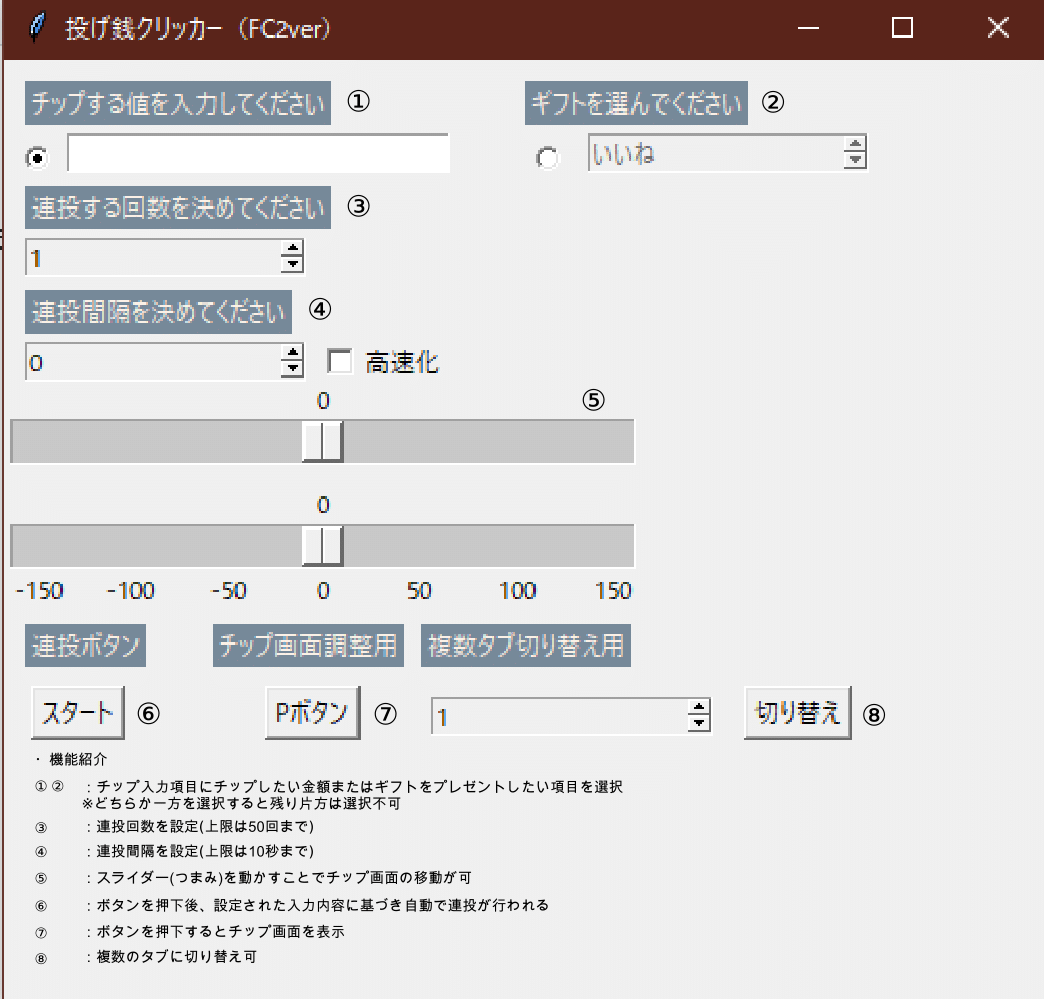 投げ銭クリッカー（FC2ver）
チップする値を入力してください ①
ギフトを選んでください ②
いいね
連投する回数を決めてください ③
1
連投間隔を決めてください ④
0
高速化
0 ⑤
0
-150 -100 -50 0 50 100 150
連投ボタン チップ画面調整用 複数タブ切り替え用
スタート ⑥ Pボタン ⑦ 1 切り替え ⑧
・ 機能紹介
①② ：チップ入力項目にチップしたい金額またはギフトをプレゼントしたい項目を選択
※どちらか一方を選択すると残り片方は選択不可
③ ：連投回数を設定(上限は50回まで)
④ ：連投間隔を設定(上限は10秒まで)
⑤ ：スライダー(つまみ)を動かすことでチップ画面の移動が可
⑥ ：ボタンを押下後、設定された入力内容に基づき自動で連投が行われる
⑦ ：ボタンを押下するとチップ画面を表示
⑧ ：複数のタブに切り替え可